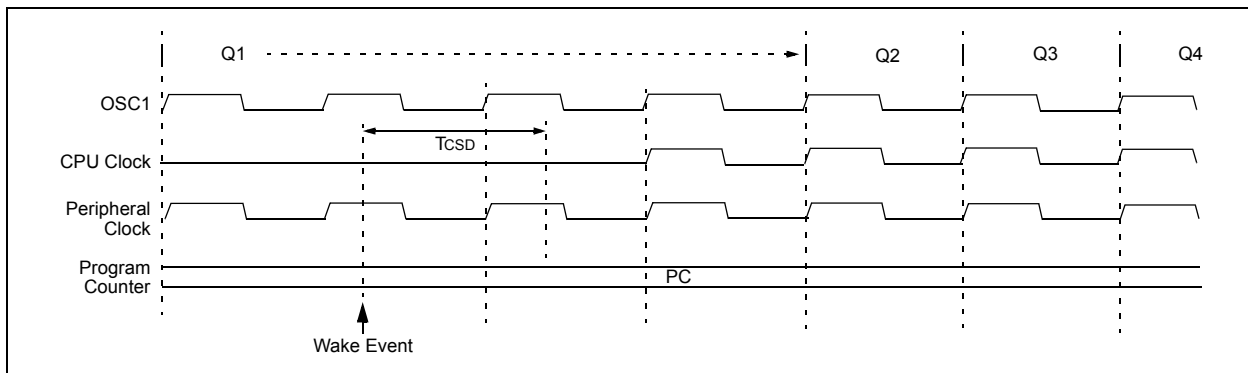 Q1 Q2 Q3 Q4
OSC1
TCSD
CPU Clock
Peripheral
Clock
Program
Counter
PC
Wake Event